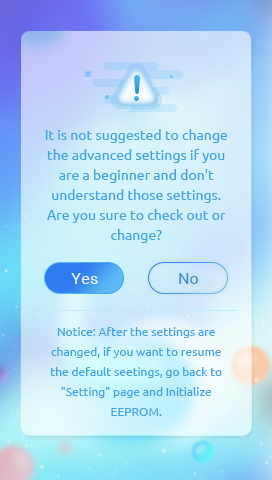 It is not suggested to change
the advanced settings if you
are a beginner and don't
understand those settings.
Are you sure to check out or
change?
Yes No
Notice: After the settings are
changed, if you want to resume
the default seetings, go back to
"Setting" page and Initialize
EEPROM.